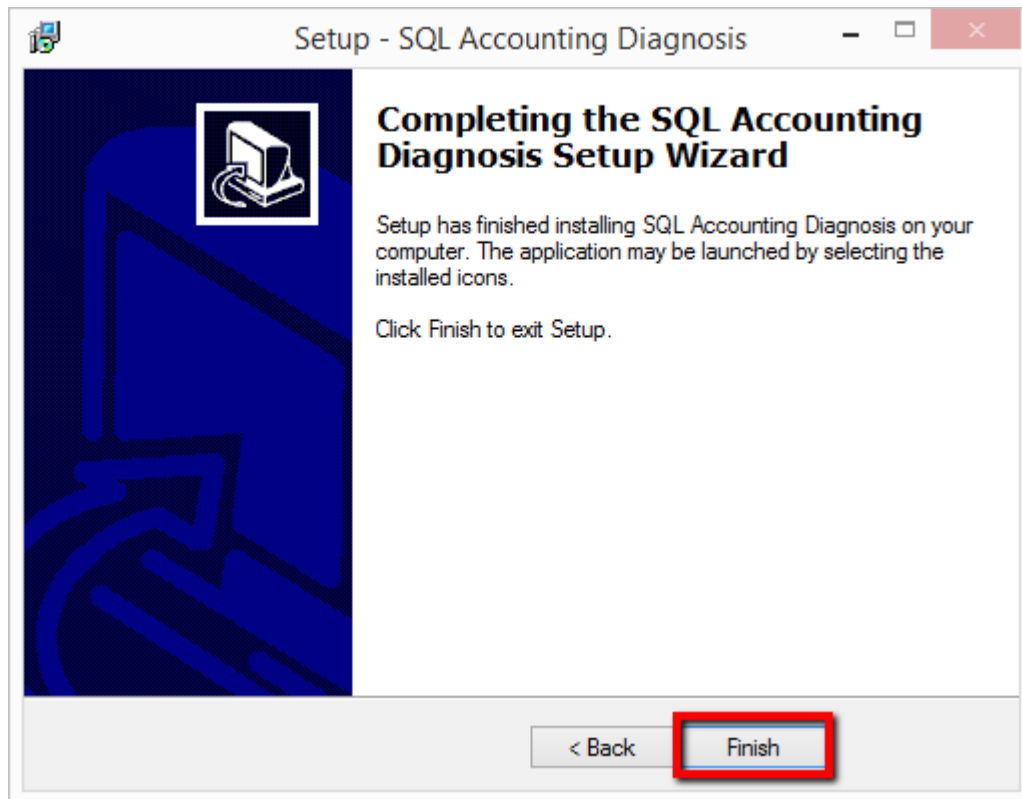 Setup - SQL Accounting Diagnosis
Completing the SQL Accounting
Diagnosis Setup Wizard
Setup has finished installing SQL Accounting Diagnosis on your
computer. The application may be launched by selecting the
installed icons.
Click Finish to exit Setup.
< Back
Finish